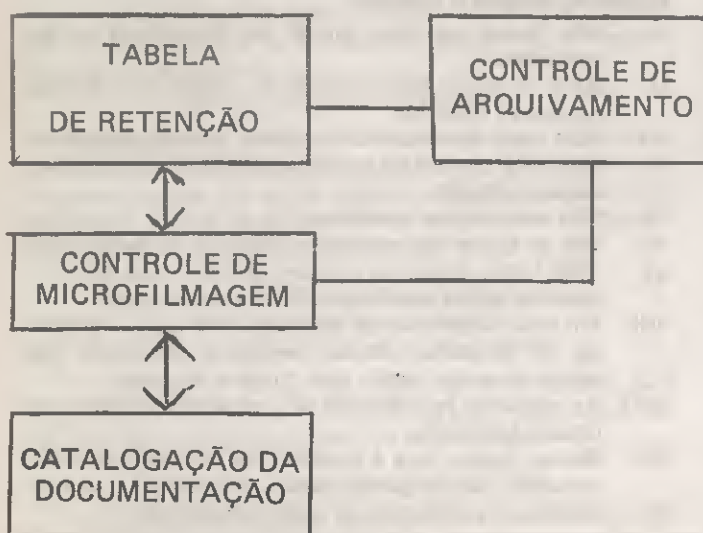 TABELA
DE RETENÇÃO
CONTROLE DE
ARQUIVAMENTO
CONTROLE DE
MICROFILMAGEM
CATALOGAÇÃO DA
DOCUMENTAÇÃO